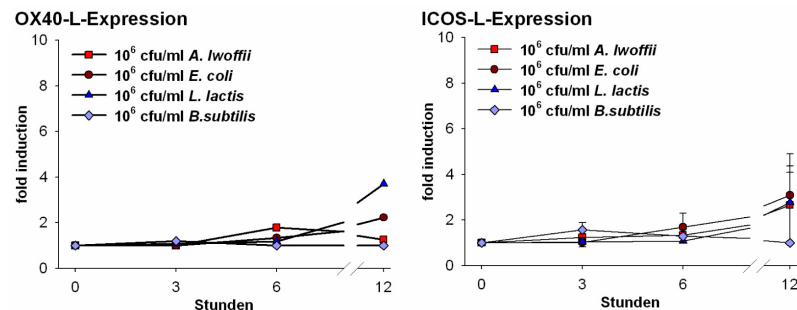 OX40-L-Expression
10
8
6
4
2
0
fold induction
10⁶ cfu/ml A. lwoffii
10⁶ cfu/ml E. coli
10⁶ cfu/ml L. lactis
10⁶ cfu/ml B.subtilis
0 3 6 12
Stunden
ICOS-L-Expression
10
8
6
4
2
0
fold induction
10⁶ cfu/ml A. lwoffii
10⁶ cfu/ml E. coli
10⁶ cfu/ml L. lactis
10⁶ cfu/ml B.subtilis
0 3 6 12
Stunden